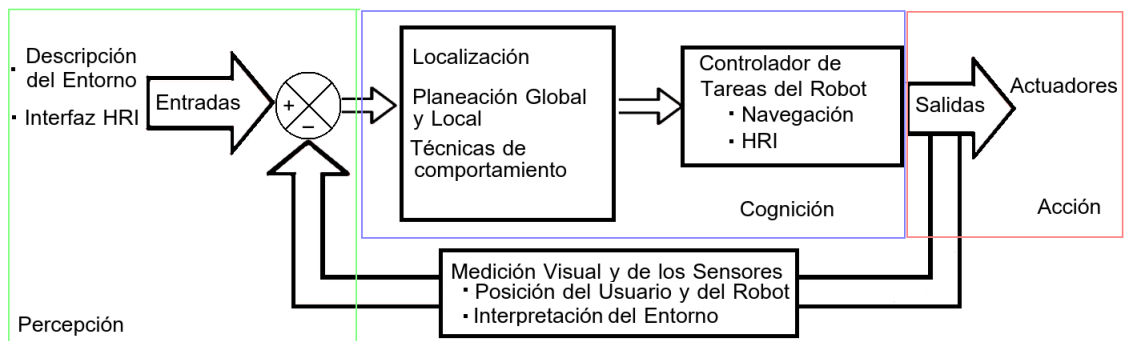 ▪ Descripción
del Entorno
▪ Interfaz HRI
Entradas
+
−
Localización
Planeación Global
y Local
Técnicas de
comportamiento
Controlador de
Tareas del Robot
▪ Navegación
▪ HRI
Cognición
Salidas
Actuadores
Acción
Medición Visual y de los Sensores
▪ Posición del Usuario y del Robot
▪ Interpretación del Entorno
Percepción